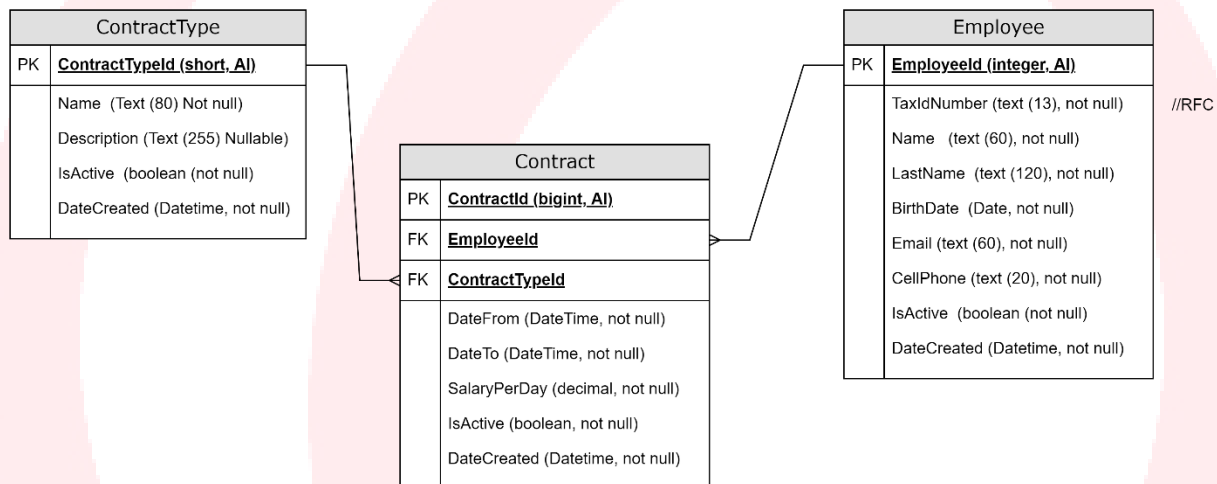 ContractType
PK ContractTypeId (short, AI)
Name (Text (80) Not null)
Description (Text (255) Nullable)
IsActive (boolean (not null)
DateCreated (Datetime, not null)
Contract
PK ContractId (bigint, AI)
FK EmployeeId
FK ContractTypeId
DateFrom (DateTime, not null)
DateTo (DateTime, not null)
SalaryPerDay (decimal, not null)
IsActive (boolean, not null)
DateCreated (Datetime, not null)
Employee
PK EmployeeId (integer, AI)
TaxIdNumber (text (13), not null) //RFC
Name (text (60), not null)
LastName (text (120), not null)
BirthDate (Date, not null)
Email (text (60), not null)
CellPhone (text (20), not null)
IsActive (boolean (not null)
DateCreated (Datetime, not null)